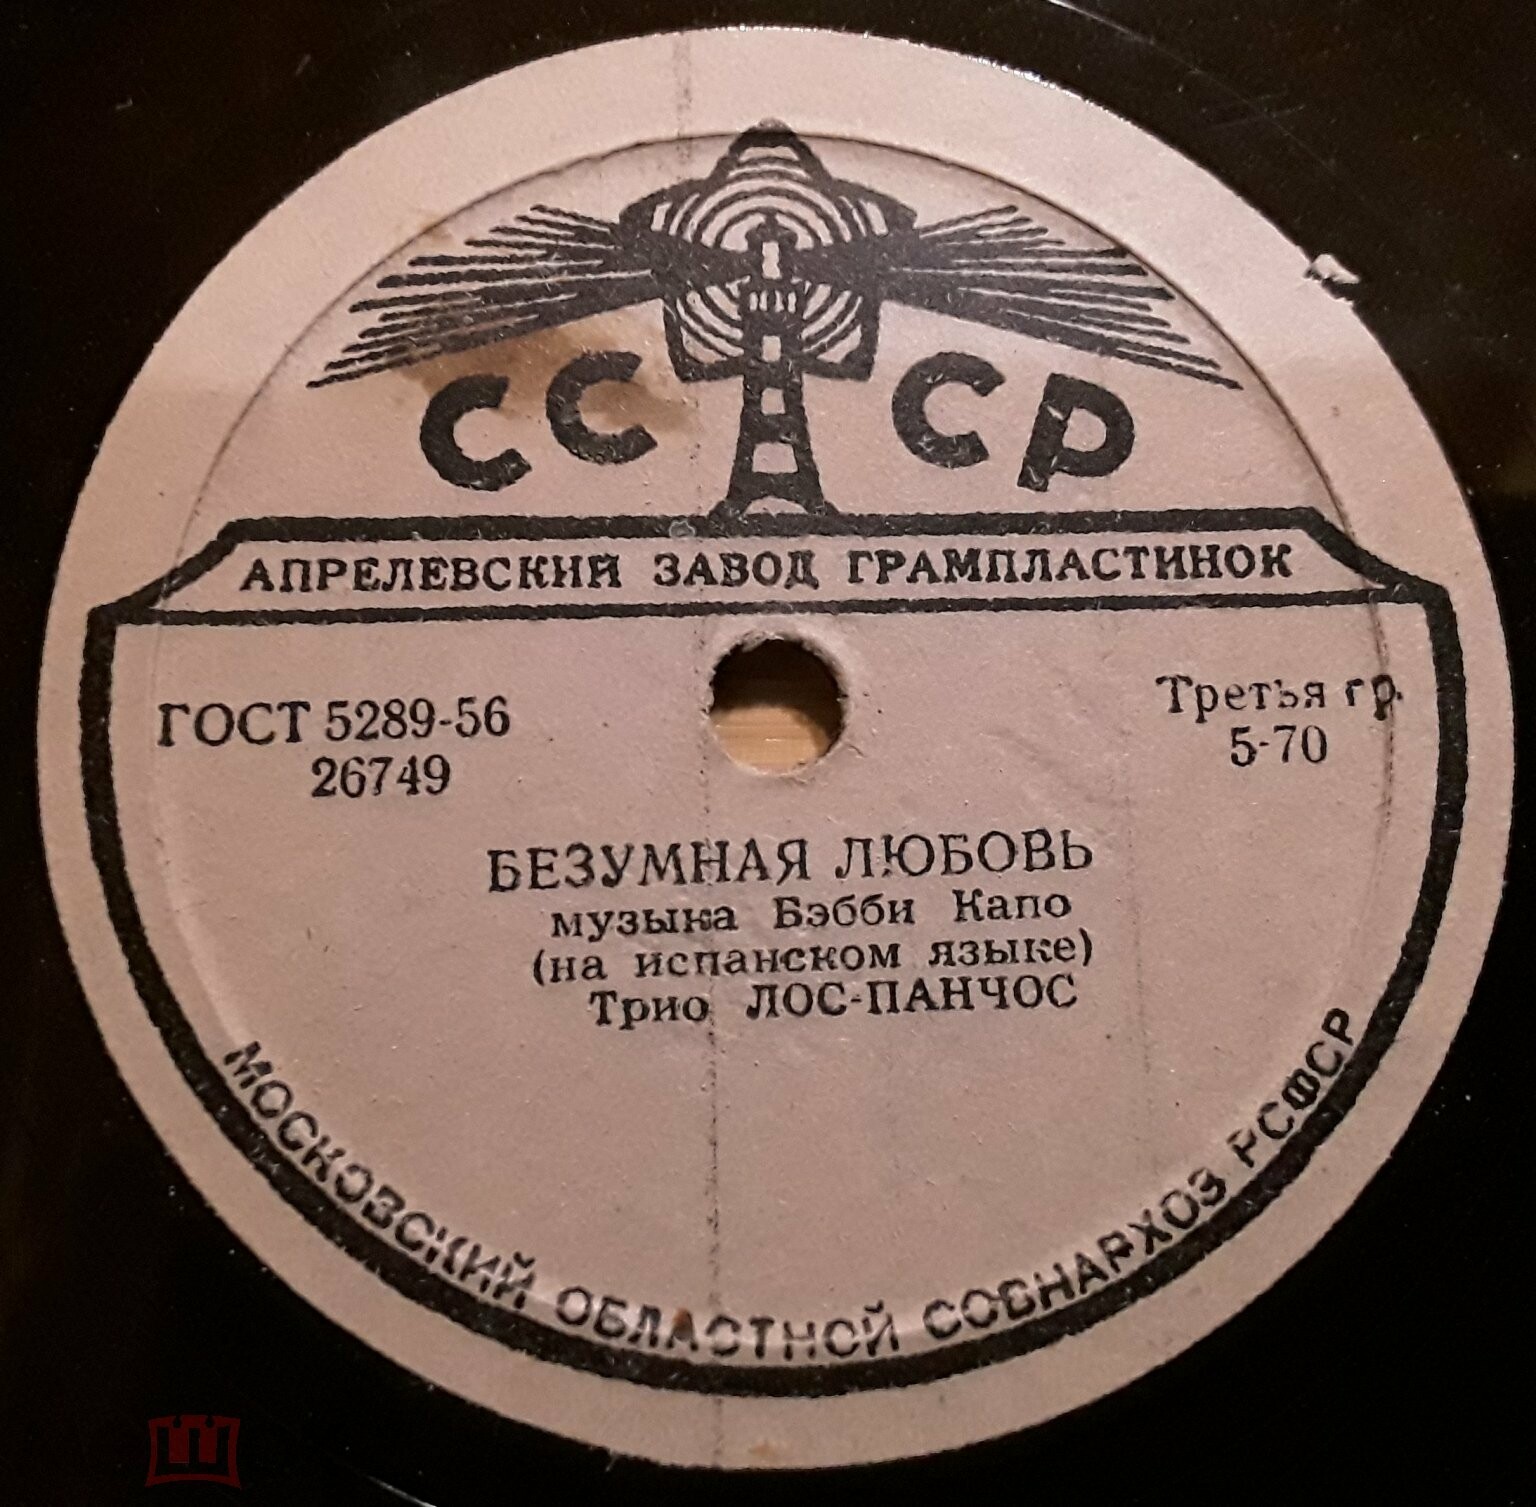 СССР
АПРЕЛЕВСКИЙ ЗАВОД ГРАМПЛАСТИНОК
ГОСТ 5289-56
26749
Третья гр.
5-70
БЕЗУМНАЯ ЛЮБОВЬ
музыка Бэбби Капо
(на испанском языке)
Трио ЛОС-ПАНЧОС
МОСКОВСКИЙ ОБЛАСТНОЙ СОВНАРХОЗ РСФСР